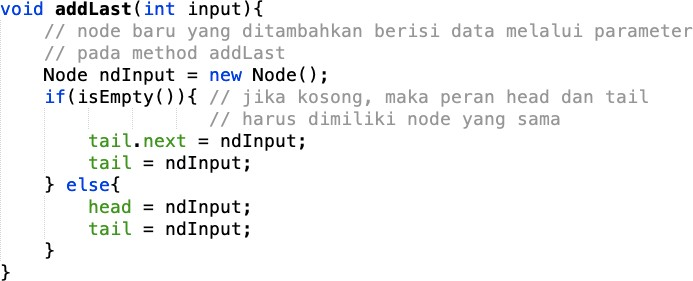 void addLast(int input){
    // node baru yang ditambahkan berisi data melalui parameter
    // pada method addLast
    Node ndInput = new Node();
    if(isEmpty()){ // jika kosong, maka peran head dan tail
                   // harus dimiliki node yang sama
        tail.next = ndInput;
        tail = ndInput;
    } else{
        head = ndInput;
        tail = ndInput;
    }
}